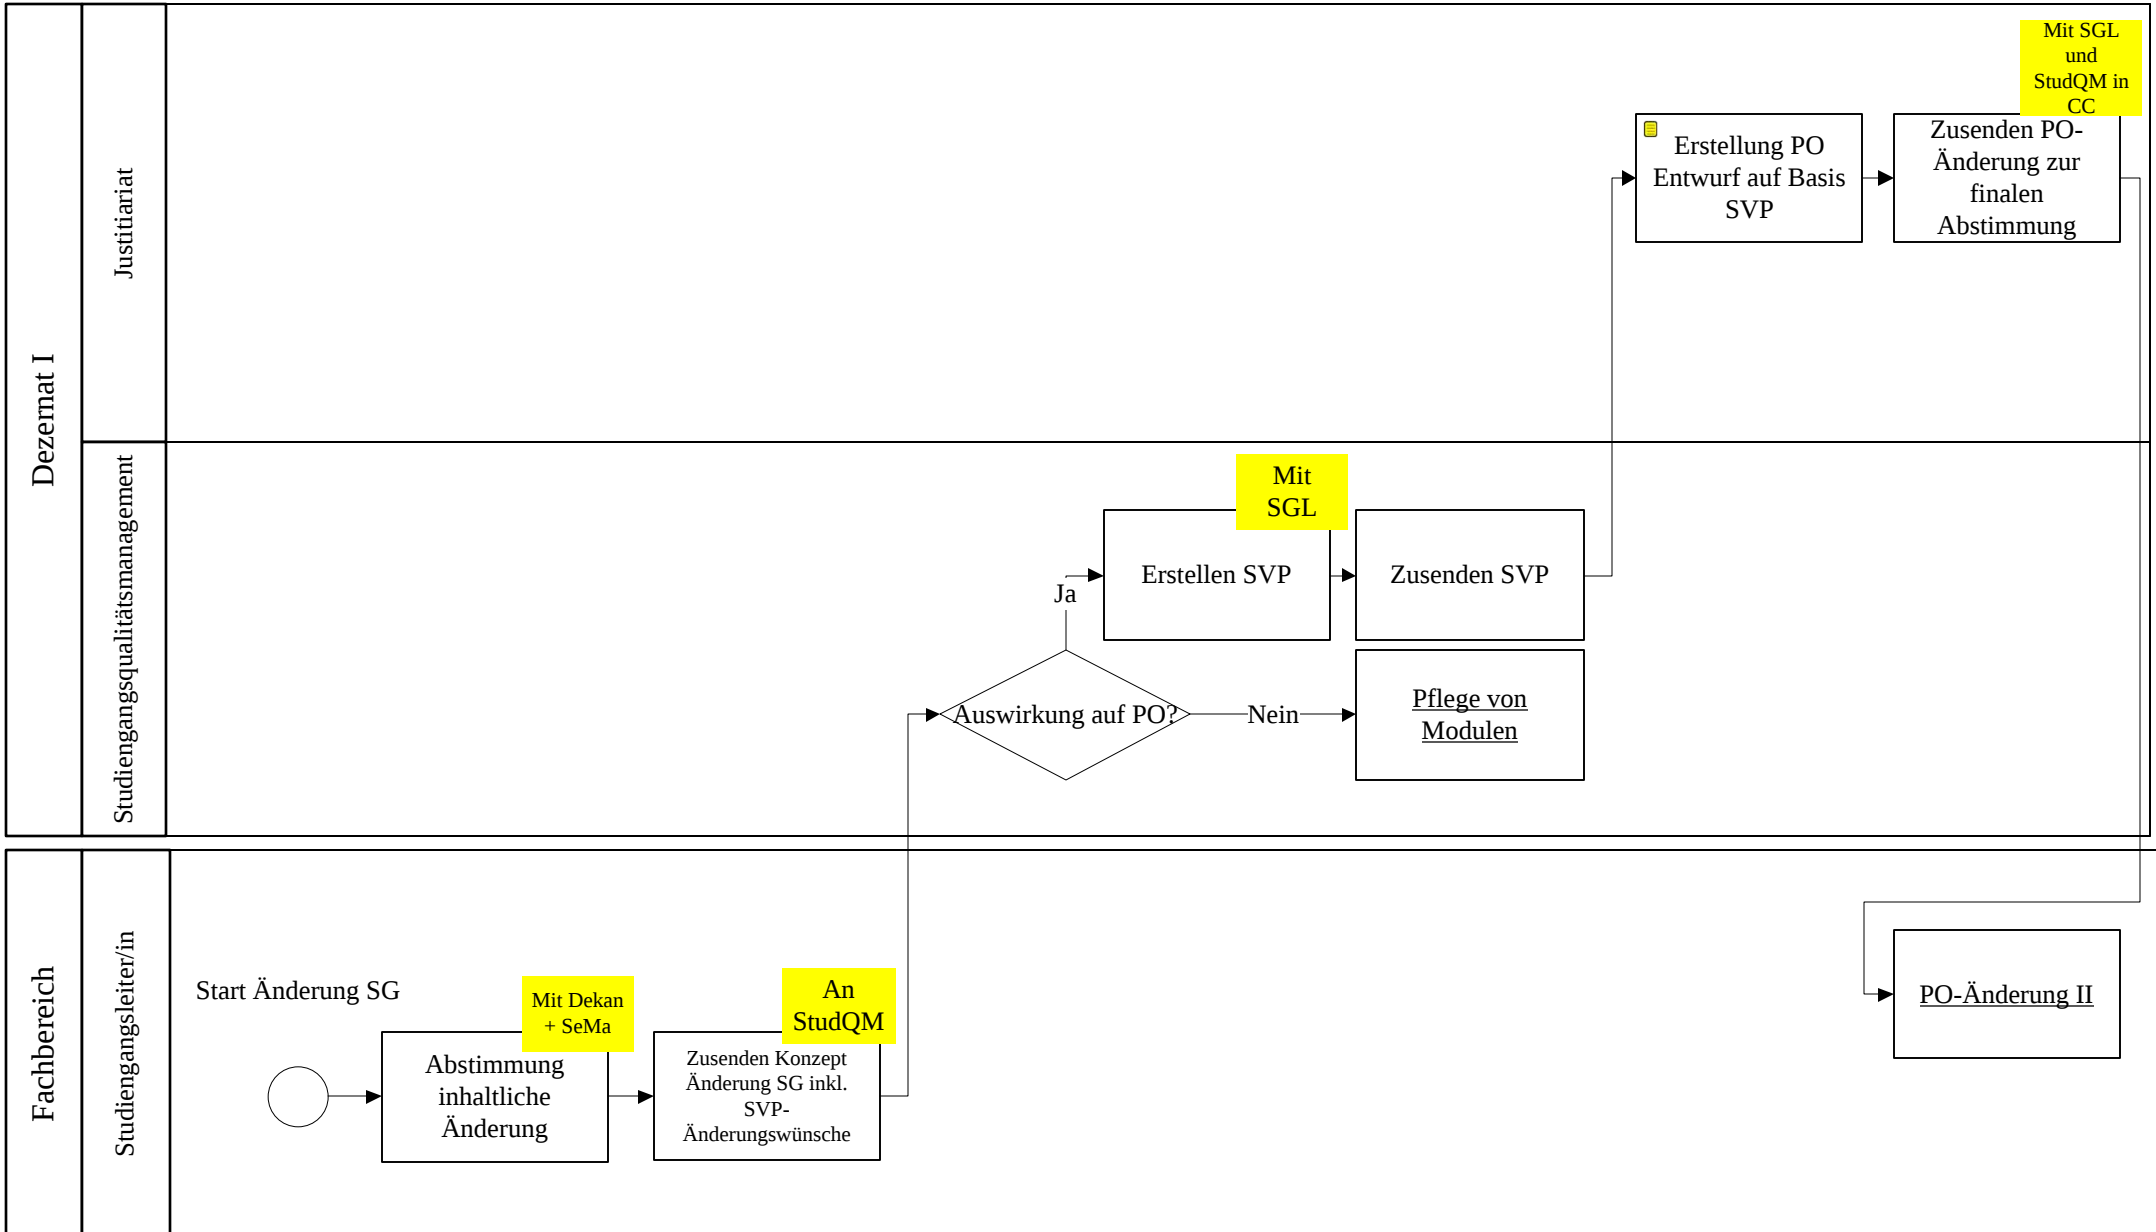 Dezernat I
Justitiariat
Mit SGL
und
StudQM in
CC
Erstellung PO
Entwurf auf Basis
SVP
Zusenden PO-
Änderung zur
finalen
Abstimmung
Studiengangsqualitätsmanagement
Mit
SGL
Erstellen SVP
Zusenden SVP
Ja
Auswirkung auf PO?
Nein
Pflege von
Modulen
Fachbereich
Studiengangsleiter/in
Start Änderung SG
Mit Dekan
+ SeMa
Abstimmung
inhaltliche
Änderung
An
StudQM
Zusenden Konzept
Änderung SG inkl.
SVP-
Änderungswünsche
PO-Änderung II